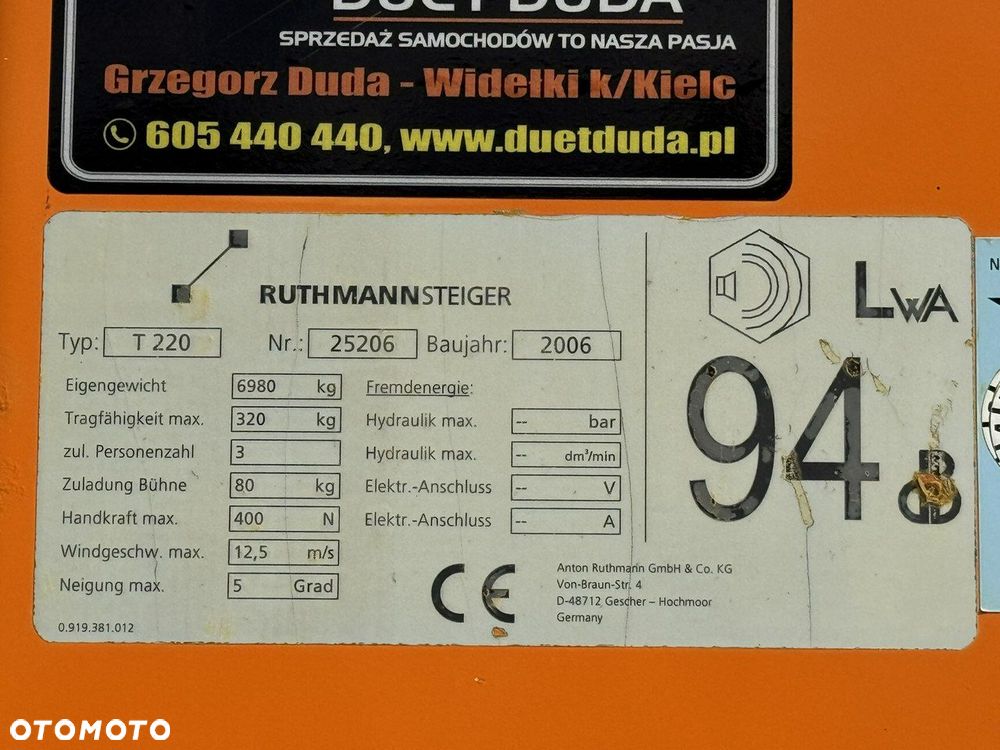 DUET DUDA
SPRZEDAŻ SAMOCHODÓW TO NASZA PASJA
Grzegorz Duda - Widełki k/Kielc
605 440 440, www.duetduda.pl
RUTHMANNSTEIGER
Typ: T 220 Nr.: 25206 Baujahr: 2006
Eigengewicht 6980 kg Fremdenergie:
Tragfähigkeit max. 320 kg Hydraulik max. -- bar
zul. Personenzahl 3 Hydraulik max. -- dm³/min
Zuladung Bühne 80 kg Elektr.-Anschluss -- V
Handkraft max. 400 N Elektr.-Anschluss -- A
Windgeschw. max. 12,5 m/s
Neigung max. 5 Grad
0.919.381.012
CE
Anton Ruthmann GmbH & Co. KG
Von-Braun-Str. 4
D-48712 Gescher – Hochmoor
Germany
LWA
94 dB
N
OTOMOTO